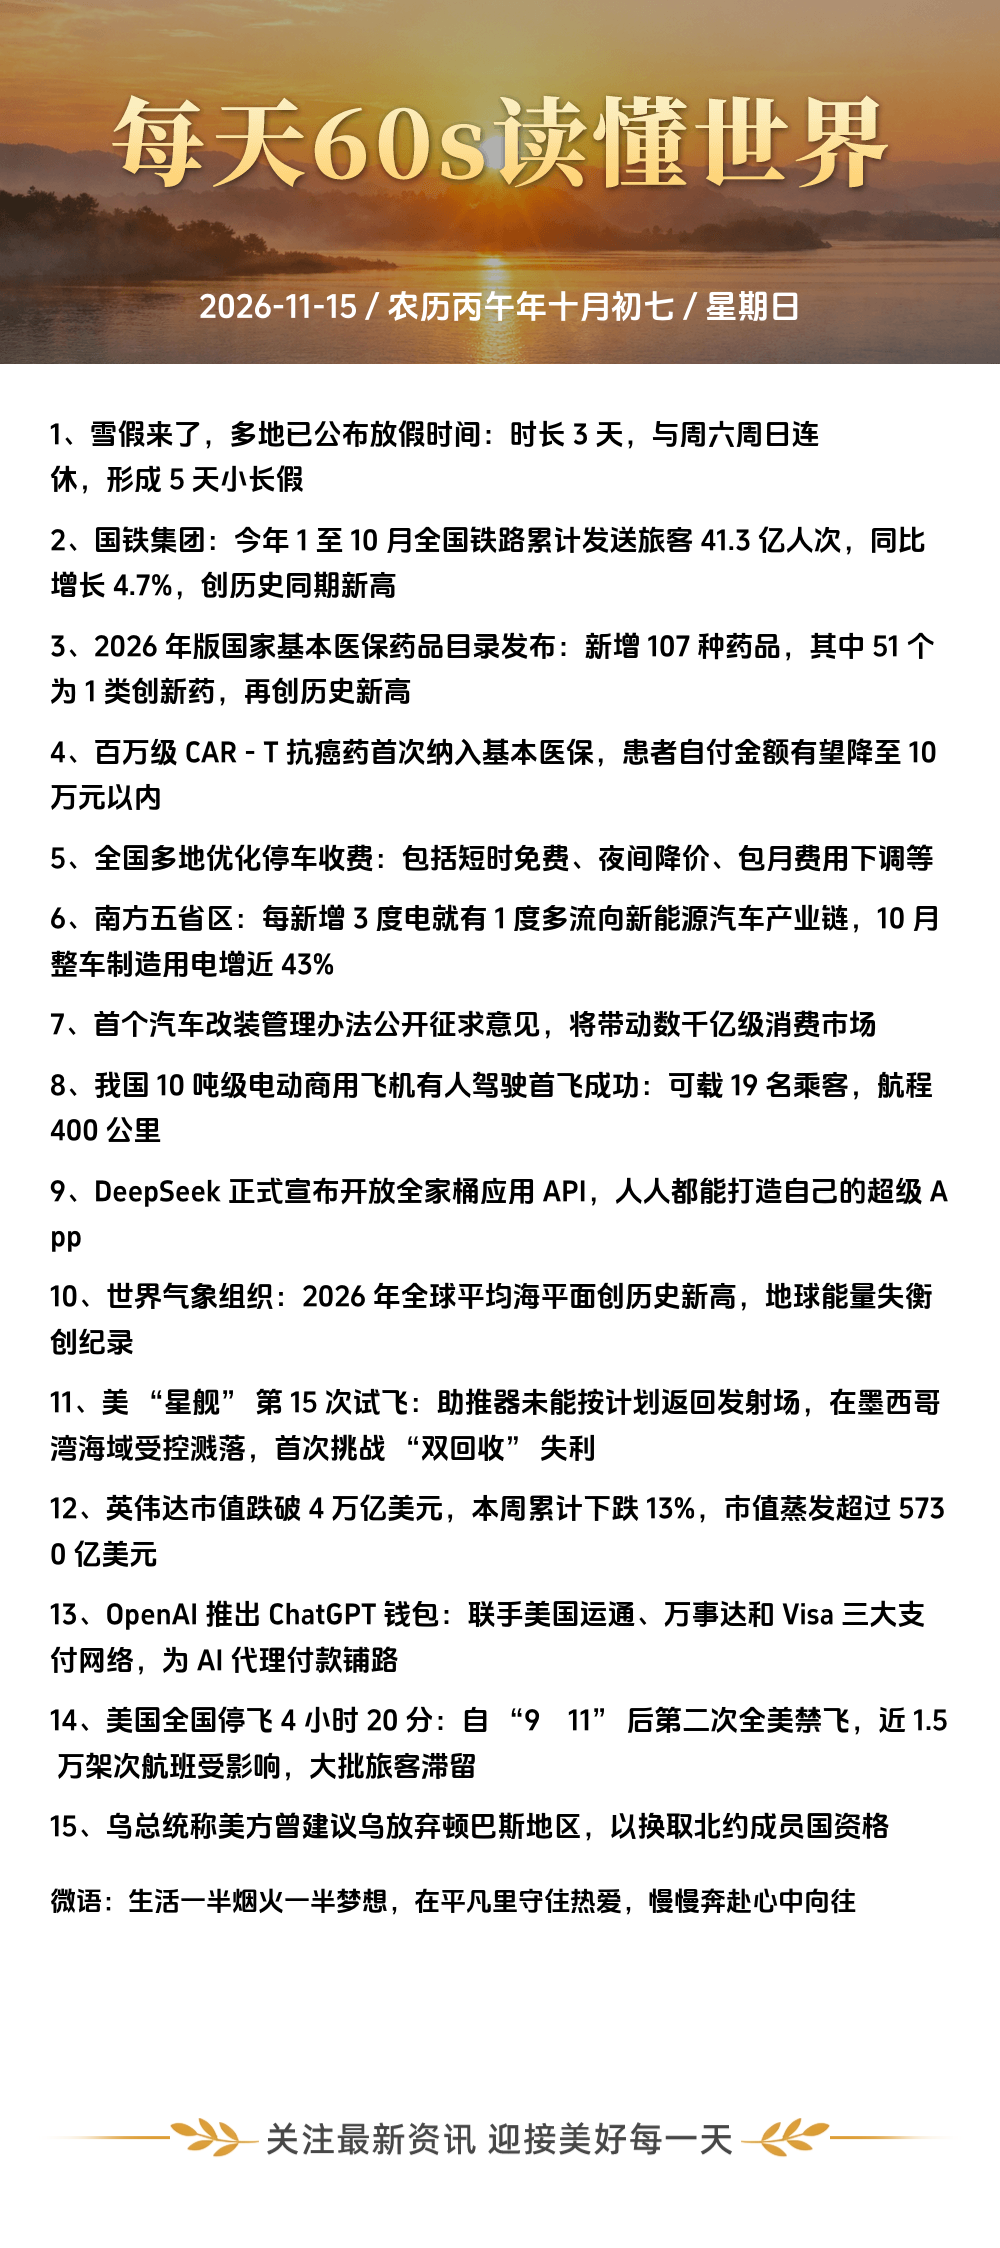 每天60s读懂世界
2026-11-15 / 农历丙午年十月初七 / 星期日
1、雪假来了，多地已公布放假时间：时长 3 天，与周六周日连
休，形成 5 天小长假
2、国铁集团：今年 1 至 10 月全国铁路累计发送旅客 41.3 亿人次，同比
增长 4.7%，创历史同期新高
3、2026 年版国家基本医保药品目录发布：新增 107 种药品，其中 51 个
为 1 类创新药，再创历史新高
4、百万级 CAR - T 抗癌药首次纳入基本医保，患者自付金额有望降至 10
万元以内
5、全国多地优化停车收费：包括短时免费、夜间降价、包月费用下调等
6、南方五省区：每新增 3 度电就有 1 度多流向新能源汽车产业链，10 月
整车制造用电增近 43%
7、首个汽车改装管理办法公开征求意见，将带动数千亿级消费市场
8、我国 10 吨级电动商用飞机有人驾驶首飞成功：可载 19 名乘客，航程
400 公里
9、DeepSeek 正式宣布开放全家桶应用 API，人人都能打造自己的超级 A
pp
10、世界气象组织：2026 年全球平均海平面创历史新高，地球能量失衡
创纪录
11、美 “星舰” 第 15 次试飞：助推器未能按计划返回发射场，在墨西哥
湾海域受控溅落，首次挑战 “双回收” 失利
12、英伟达市值跌破 4 万亿美元，本周累计下跌 13%，市值蒸发超过 573
0 亿美元
13、OpenAI 推出 ChatGPT 钱包：联手美国运通、万事达和 Visa 三大支
付网络，为 AI 代理付款铺路
14、美国全国停飞 4 小时 20 分：自 “9　11” 后第二次全美禁飞，近 1.5
万架次航班受影响，大批旅客滞留
15、乌总统称美方曾建议乌放弃顿巴斯地区，以换取北约成员国资格
微语：生活一半烟火一半梦想，在平凡里守住热爱，慢慢奔赴心中向往
关注最新资讯 迎接美好每一天